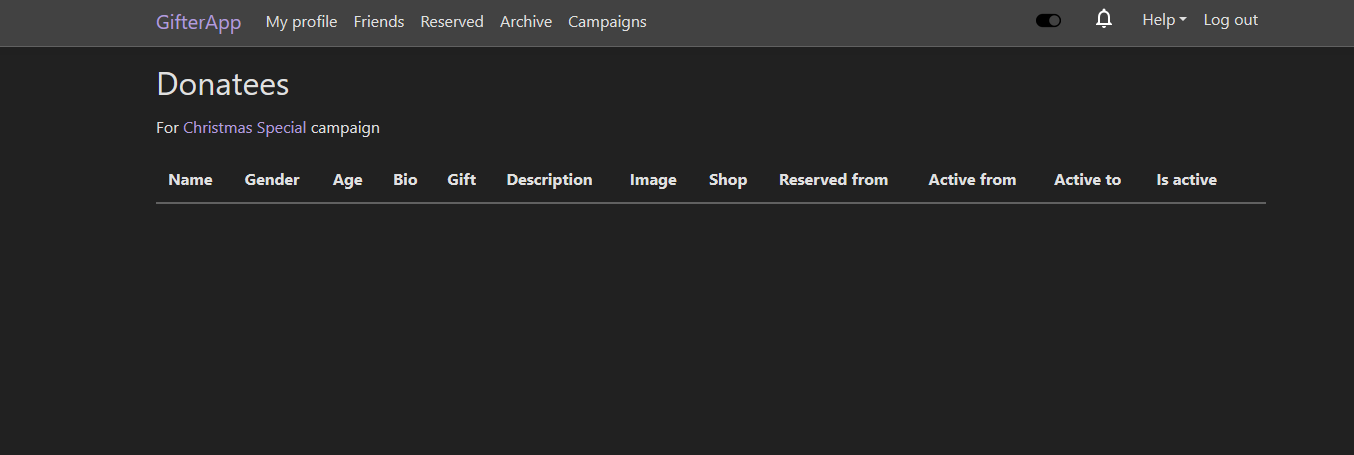 GifterApp My profile Friends Reserved Archive Campaigns Help Log out
Donatees
For Christmas Special campaign
Name Gender Age Bio Gift Description Image Shop Reserved from Active from Active to Is active